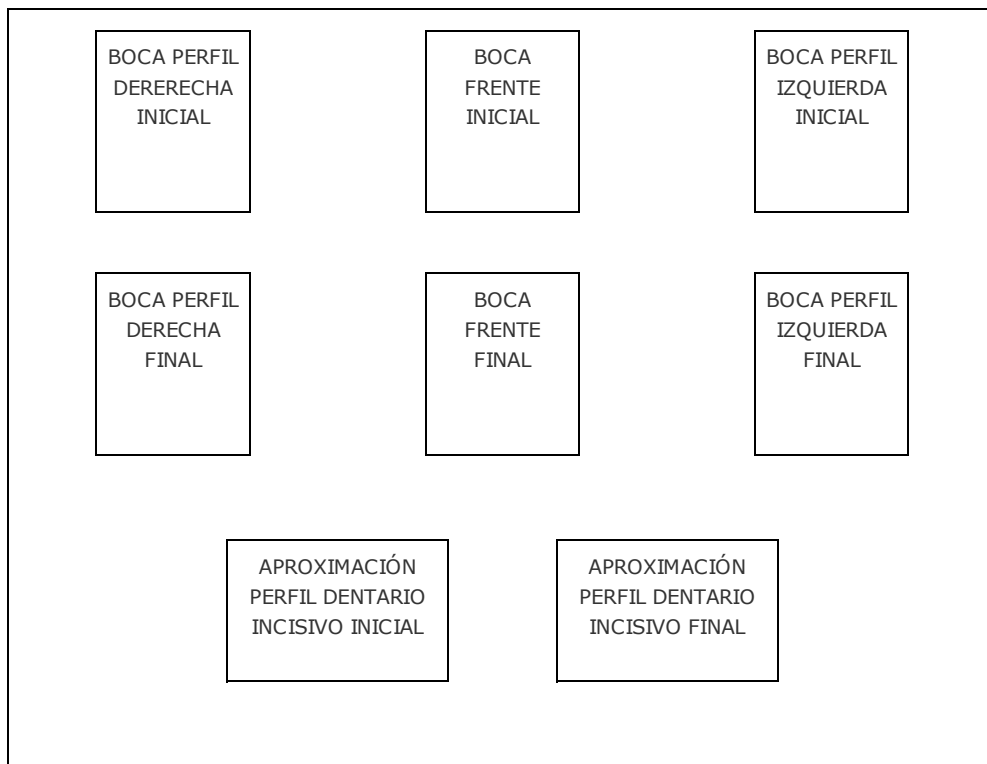 BOCA PERFIL
DERERECHA
INICIAL
BOCA
FRENTE
INICIAL
BOCA PERFIL
IZQUIERDA
INICIAL
BOCA PERFIL
DERECHA
FINAL
BOCA
FRENTE
FINAL
BOCA PERFIL
IZQUIERDA
FINAL
APROXIMACIÓN
PERFIL DENTARIO
INCISIVO INICIAL
APROXIMACIÓN
PERFIL DENTARIO
INCISIVO FINAL